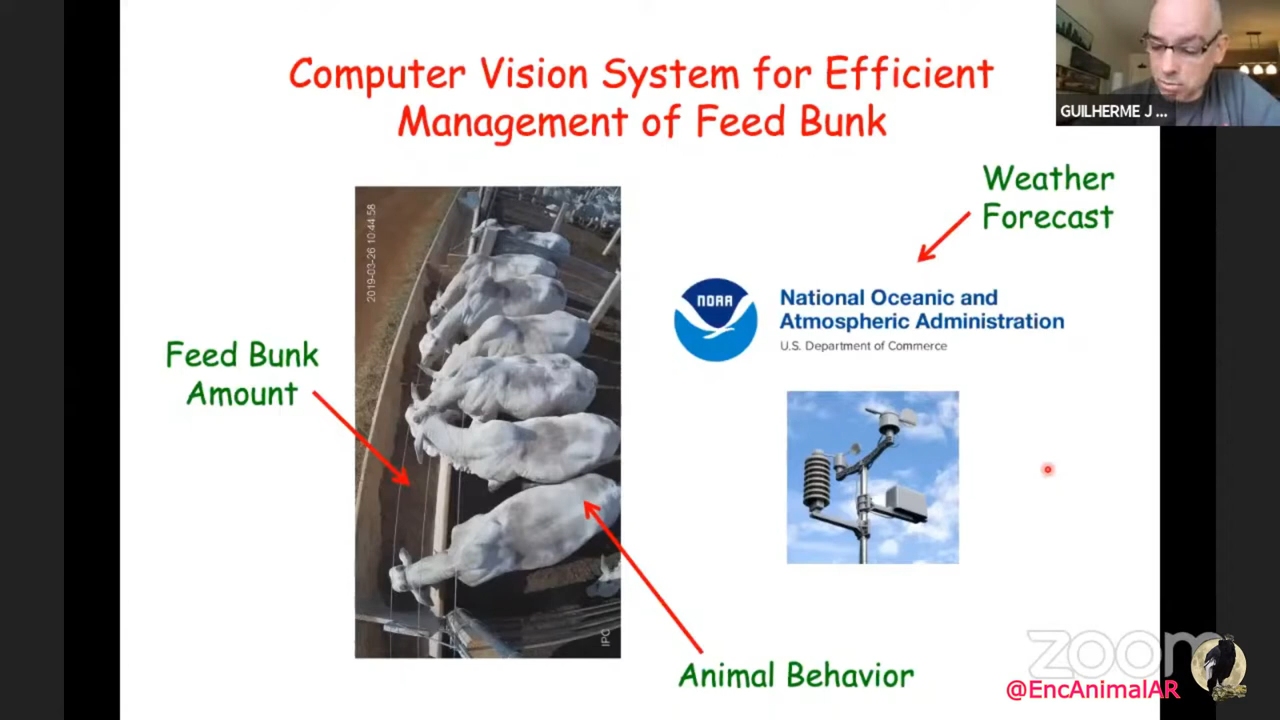 Computer Vision System for Efficient
Management of Feed Bunk
GUILHERME J ...
Weather
Forecast
2019-03-26 10:44:58
NOAA
National Oceanic and
Atmospheric Administration
U.S. Department of Commerce
Feed Bunk
Amount
IPC
Animal Behavior
zoom
@EncAnimalAR